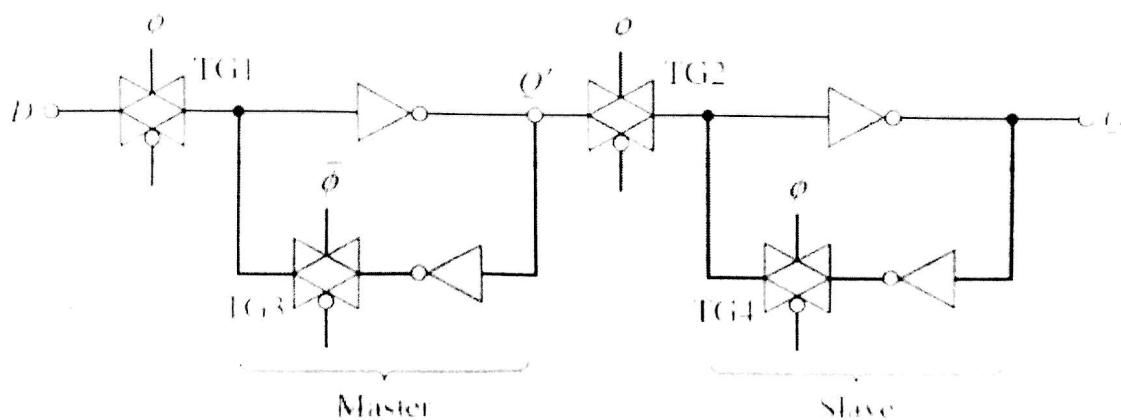 TG1
Q'
TG2
D
φ̄
φ
TG3
TG4
Master
Slave